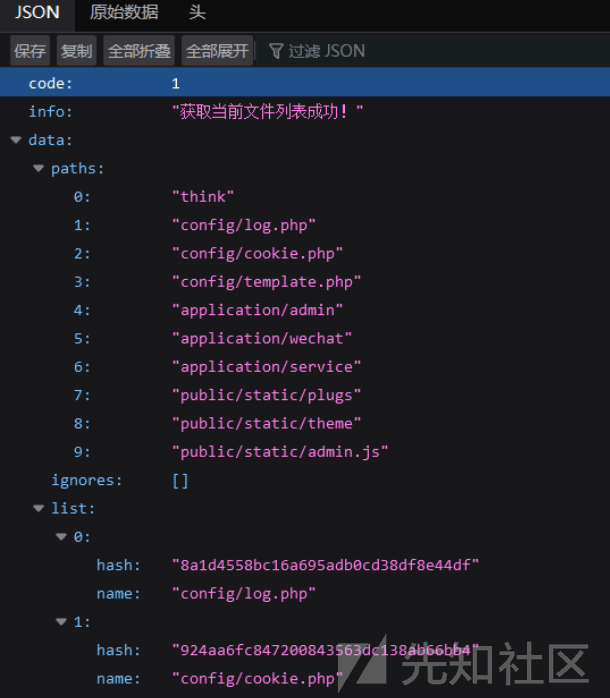 JSON 原始数据 头
保存 复制 全部折叠 全部展开 过滤 JSON
code: 1
info: "获取当前文件列表成功！"
data:
paths:
0: "think"
1: "config/log.php"
2: "config/cookie.php"
3: "config/template.php"
4: "application/admin"
5: "application/wechat"
6: "application/service"
7: "public/static/plugs"
8: "public/static/theme"
9: "public/static/admin.js"
ignores: []
list:
0:
hash: "8a1d4558bc16a695adb0cd38df8e44df"
name: "config/log.php"
1:
hash: "924aa6fc847200843563dc138ab66bb4"
name: "config/cookie.php"
先知社区